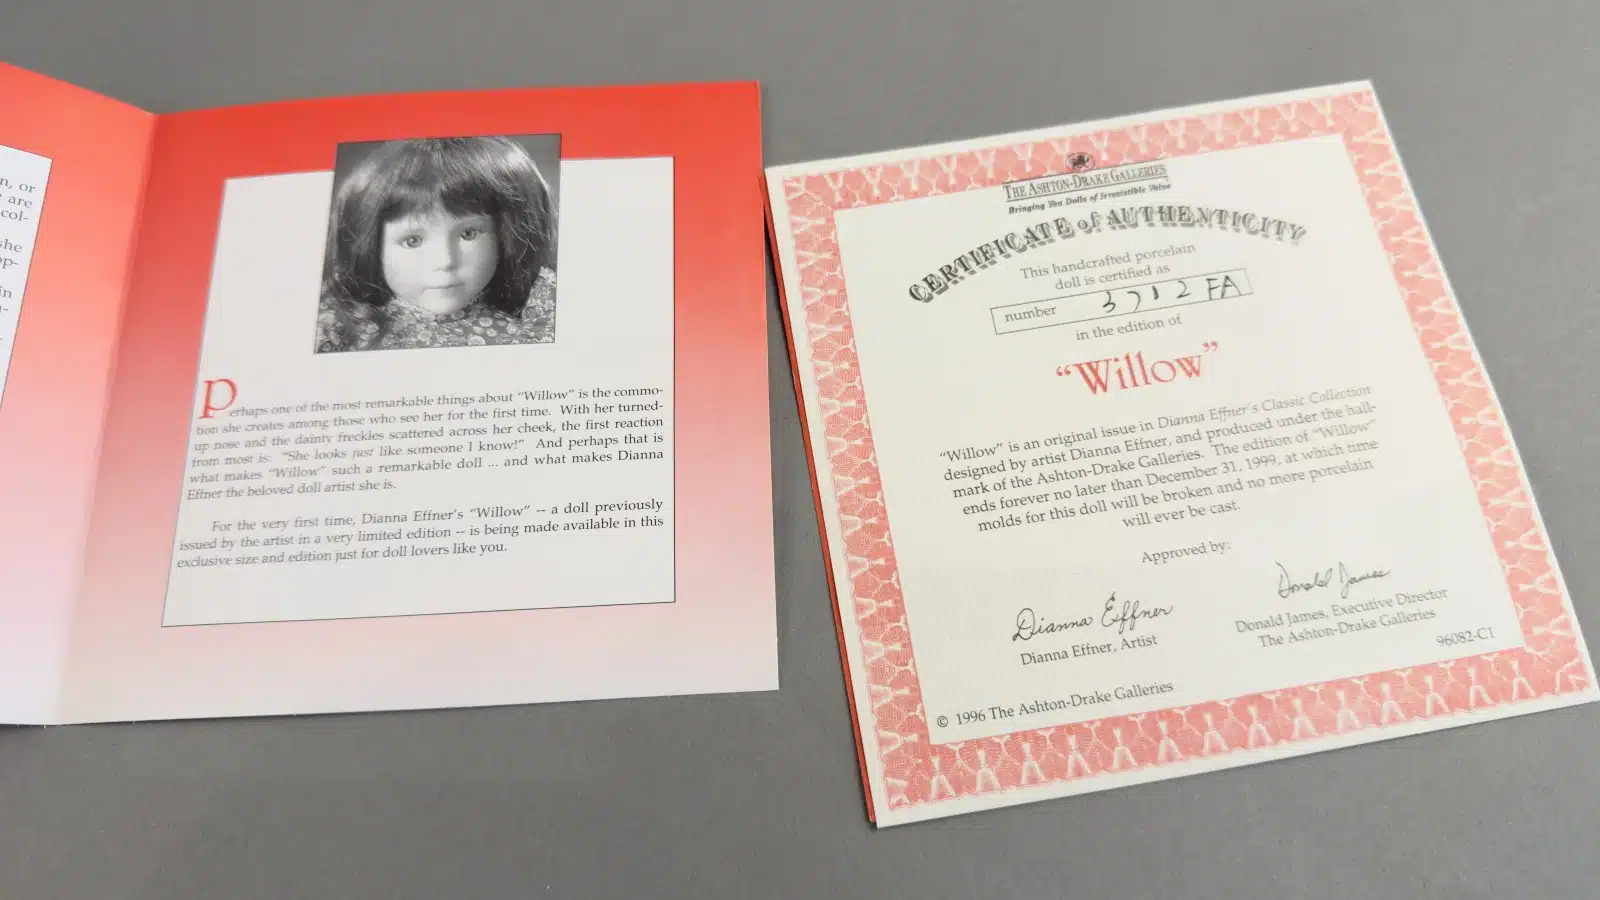 n, or
are
col-
she
op-
in
Perhaps one of the most remarkable things about “Willow” is the commo-
tion she creates among those who see her for the first time. With her turned-
up nose and the dainty freckles scattered across her cheek, the first reaction
from most is: “She looks just like someone I know!” And perhaps that is
what makes “Willow” such a remarkable doll ... and what makes Dianna
Effner the beloved doll artist she is.
For the very first time, Dianna Effner’s “Willow” -- a doll previously
issued by the artist in a very limited edition -- is being made available in this
exclusive size and edition just for doll lovers like you.
THE ASHTON-DRAKE GALLERIES
Bringing You Dolls of Irresistible Value
CERTIFICATE of AUTHENTICITY
This handcrafted porcelain
doll is certified as
number 3712 FA
in the edition of
“Willow”
“Willow” is an original issue in Dianna Effner’s Classic Collection
designed by artist Dianna Effner, and produced under the hall-
mark of the Ashton-Drake Galleries. The edition of “Willow”
ends forever no later than December 31, 1999, at which time
molds for this doll will be broken and no more porcelain
will ever be cast.
Approved by:
Dianna Effner
Donald James
Dianna Effner, Artist
Donald James, Executive Director
The Ashton-Drake Galleries
96082-C1
© 1996 The Ashton-Drake Galleries